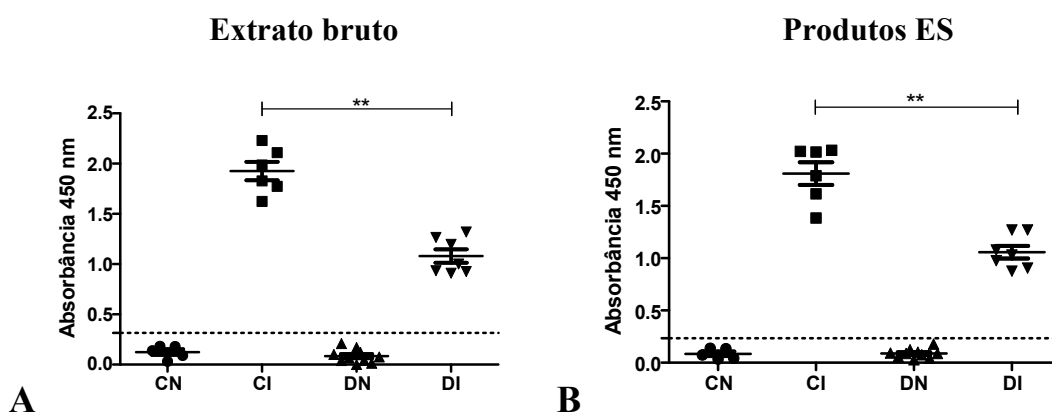 Extrato bruto
Absorbância 450 nm
2.5
2.0
1.5
1.0
0.5
0.0
**
CN CI DN DI
A
Produtos ES
Absorbância 450 nm
2.5
2.0
1.5
1.0
0.5
0.0
**
CN CI DN DI
B